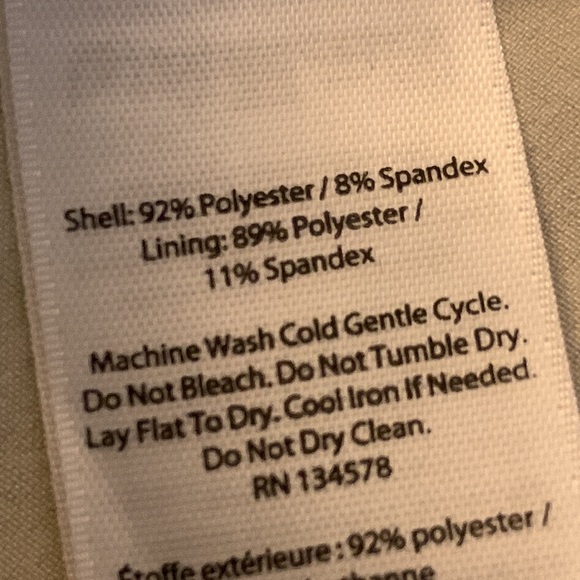 Shell: 92% Polyester / 8% Spandex
Lining: 89% Polyester /
11% Spandex
Machine Wash Cold Gentle Cycle.
Do Not Bleach. Do Not Tumble Dry.
Lay Flat To Dry. Cool Iron If Needed.
Do Not Dry Clean.
RN 134578
Étoffe extérieure : 92% polyester /